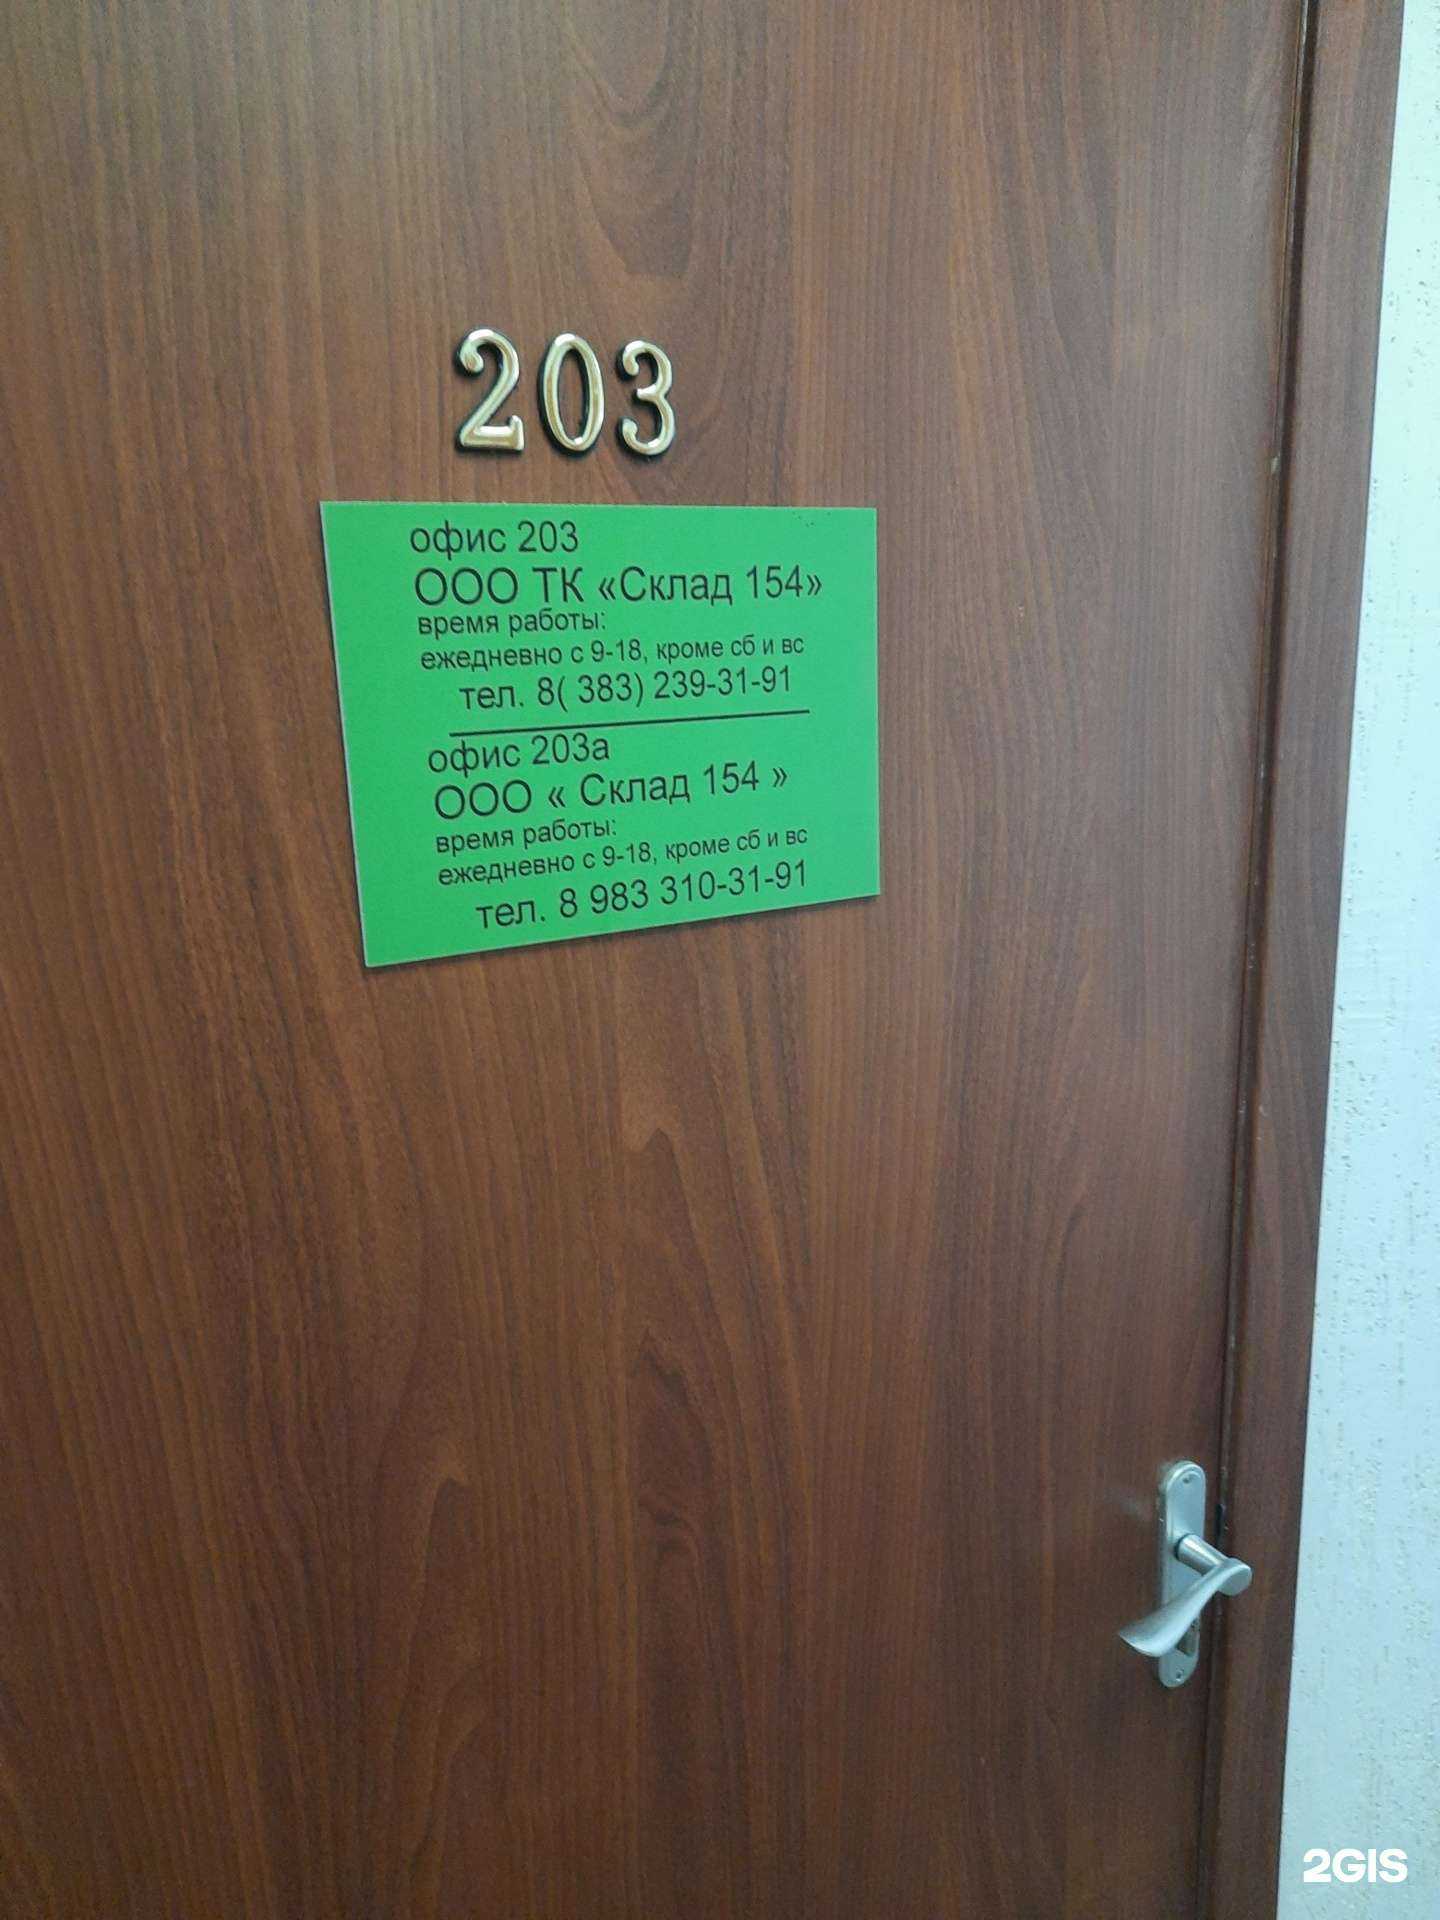 203
офис 203
ООО ТК «Склад 154»
время работы:
ежедневно с 9-18, кроме сб и вс
тел. 8( 383) 239-31-91
офис 203а
ООО « Склад 154 »
время работы:
ежедневно с 9-18, кроме сб и вс
тел. 8 983 310-31-91
2GIS